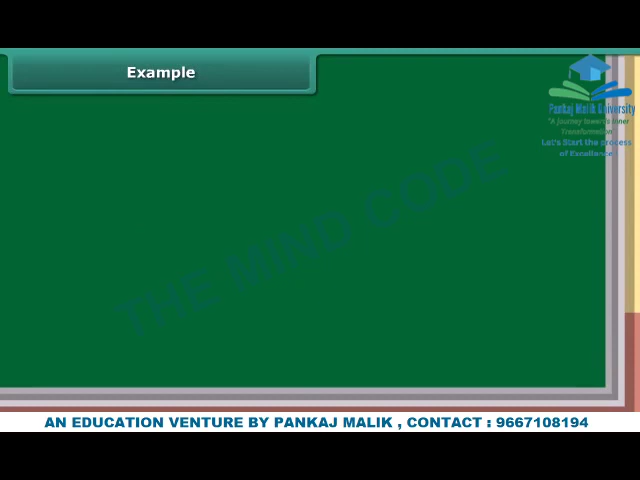 Example
Pankaj Malik University
"A journey towards Inner
Transformation"
Let's Start the process
of Excellence
THE MIND CODE
AN EDUCATION VENTURE BY PANKAJ MALIK , CONTACT : 9667108194